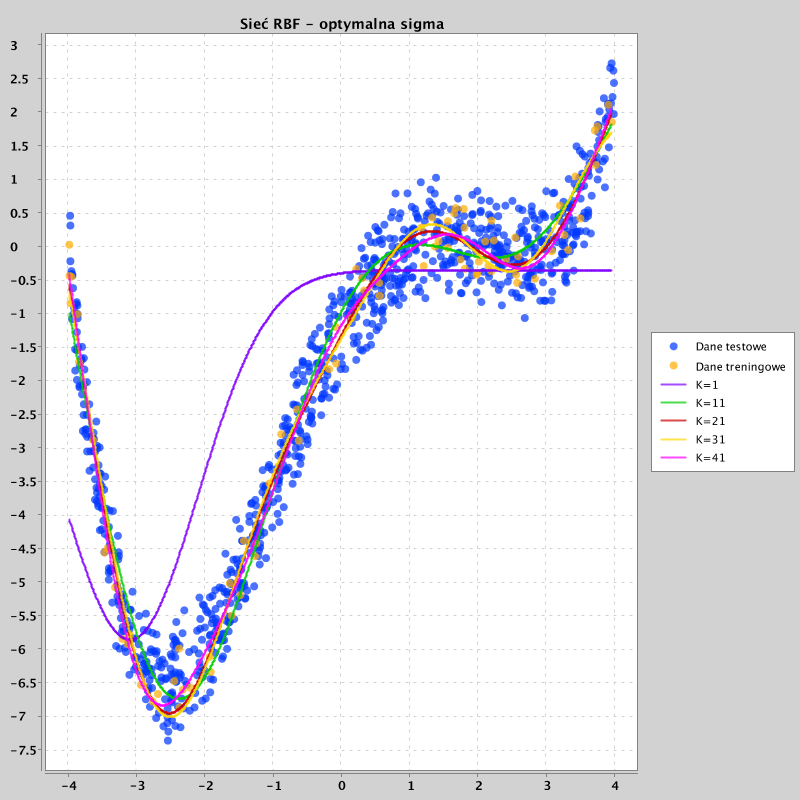 Sieć RBF – optymalna sigma
3
2.5
2
1.5
1
0.5
0
−0.5
−1
−1.5
−2
−2.5
−3
−3.5
−4
−4.5
−5
−5.5
−6
−6.5
−7
−7.5
−4 −3 −2 −1 0 1 2 3 4
Dane testowe
Dane treningowe
K=1
K=11
K=21
K=31
K=41